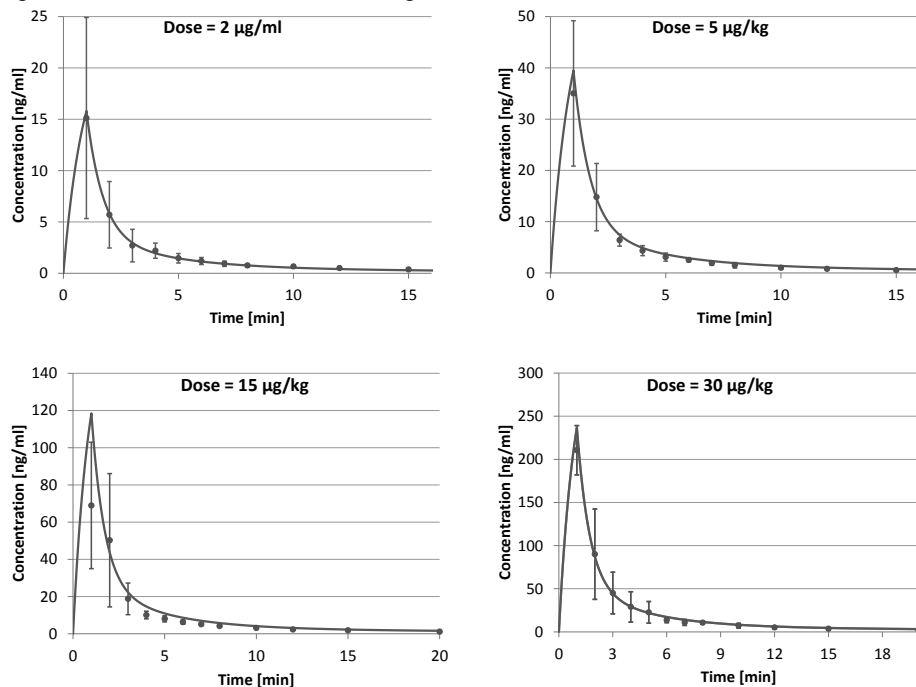 Dose = 2 µg/ml
Concentration [ng/ml]
25
20
15
10
5
0
0 5 10 15
Time [min]
Dose = 5 µg/kg
Concentration [ng/ml]
50
40
30
20
10
0
0 5 10 15
Time [min]
Dose = 15 µg/kg
Concentration [ng/ml]
140
120
100
80
60
40
20
0
0 5 10 15 20
Time [min]
Dose = 30 µg/kg
Concentration [ng/ml]
300
250
200
150
100
50
0
0 3 6 9 12 15 18
Time [min]